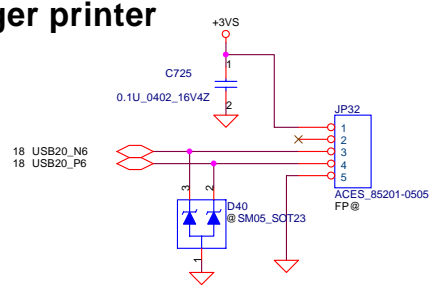 ger printer
+3VS
1
C725
0.1U_0402_16V4Z
2
JP32
1
2
3
4
5
18 USB20_N6
18 USB20_P6
ACES_85201-0505
FP@
3
2
D40
@SM05_SOT23
1